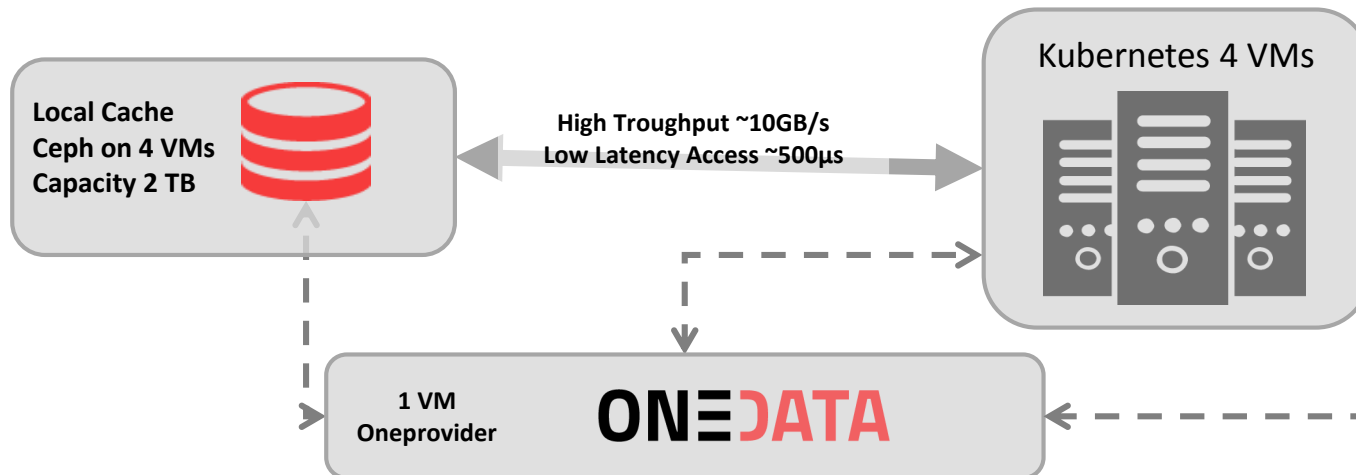 Local Cache
Ceph on 4 VMs
Capacity 2 TB
High Troughput ~10GB/s
Low Latency Access ~500µs
Kubernetes 4 VMs
1 VM
Oneprovider
ONEDATA